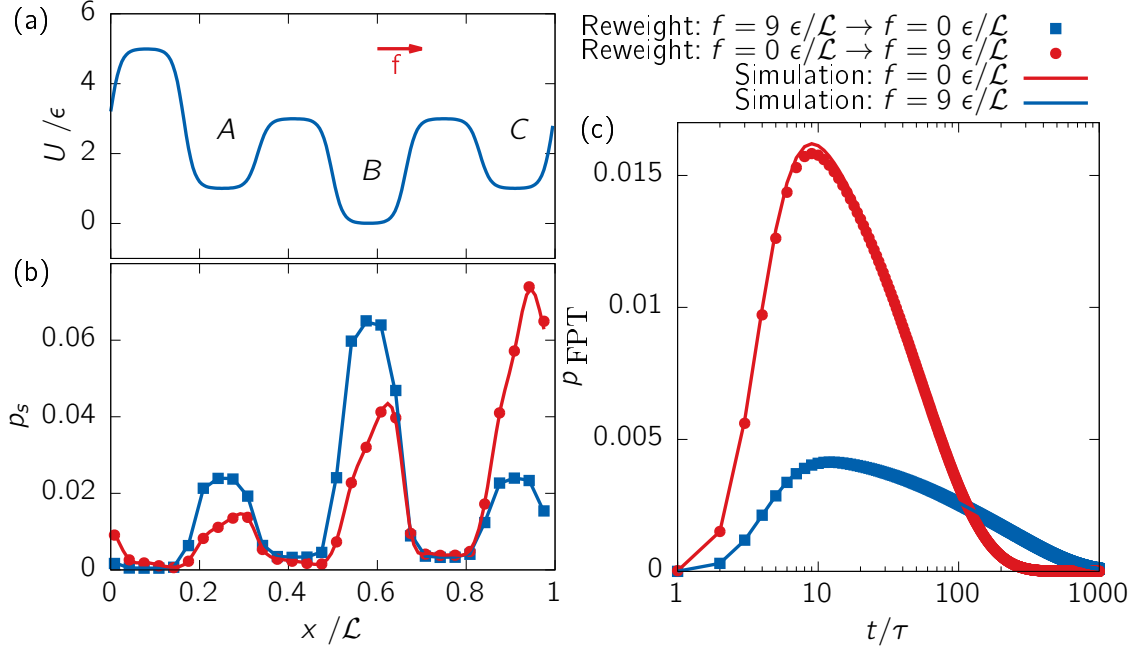 (a)
6
4
2
0
U /ϵ
f
A
B
C
(b)
0.06
0.04
0.02
0
pₛ
0
0.2
0.4
0.6
0.8
1
x /ℒ
Reweight: f = 9 ϵ/ℒ → f = 0 ϵ/ℒ
Reweight: f = 0 ϵ/ℒ → f = 9 ϵ/ℒ
Simulation: f = 0 ϵ/ℒ
Simulation: f = 9 ϵ/ℒ
(c)
0.015
0.01
0.005
0
p FPT
1
10
100
1000
t/τ